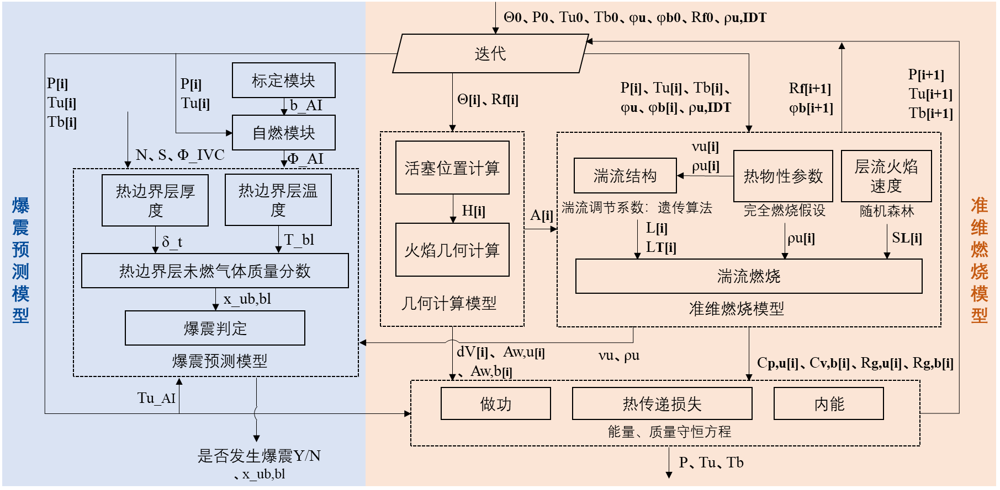 Θ0、P0、Tu0、Tb0、φu、φb0、Rf0、ρu,IDT
迭代
P[i]
Tu[i]
Tb[i]
P[i]
Tu[i]
标定模块
b_AI
自燃模块
Φ_AI
N、S、Φ_IVC
热边界层厚
度
热边界层温
度
δ_t
T_bl
热边界层未燃气体质量分数
x_ub,bl
爆震判定
爆震预测模型
Tu_AI
是否发生爆震Y/N
、x_ub,bl
爆
震
预
测
模
型
Θ[i]、Rf[i]
活塞位置计算
H[i]
火焰几何计算
几何计算模型
A[i]
P[i]、Tu[i]、Tb[i]、
φu、φb[i]、ρu,IDT
Rf[i+1]
φb[i+1]
P[i+1]
Tu[i+1]
Tb[i+1]
νu[i]
ρu[i]
湍流结构
热物性参数
层流火焰
速度
湍流调节系数：遗传算法
完全燃烧假设
随机森林
L[i]
LT[i]
ρu[i]
SL[i]
湍流燃烧
准维燃烧模型
dV[i]、Aw,u[i]
、Aw,b[i]
νu、ρu
Cp,u[i]、Cv,b[i]、Rg,u[i]、Rg,b[i]
做功
热传递损失
内能
能量、质量守恒方程
P、Tu、Tb
准
维
燃
烧
模
型